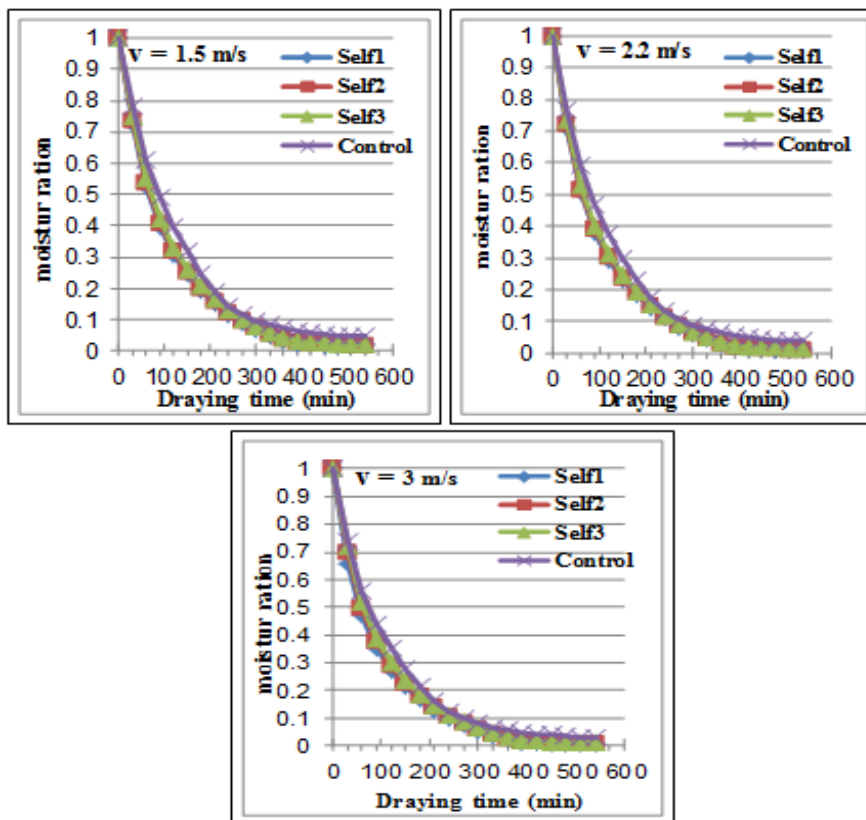 v = 1.5 m/s
Self1
Self2
Self3
Control
moistur ration
1
0.9
0.8
0.7
0.6
0.5
0.4
0.3
0.2
0.1
0
0 100 200 300 400 500 600
Draying time (min)
v = 2.2 m/s
Self1
Self2
Self3
Control
moistur ration
1
0.9
0.8
0.7
0.6
0.5
0.4
0.3
0.2
0.1
0
0 100 200 300 400 500 600
Draying time (min)
v = 3 m/s
Self1
Self2
Self3
Control
moistur ration
1
0.9
0.8
0.7
0.6
0.5
0.4
0.3
0.2
0.1
0
0 100 200 300 400 500 600
Draying time (min)